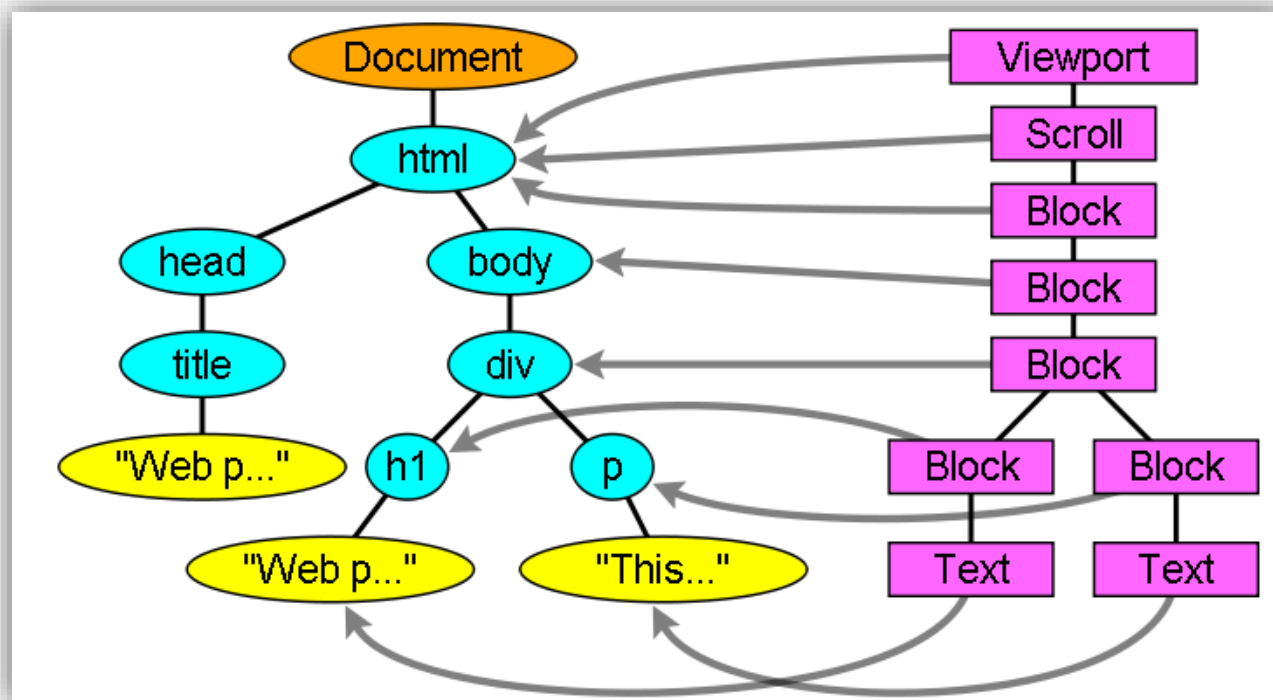 Document
Viewport
html
Scroll
Block
head
body
Block
title
div
Block
"Web p..."
h1
p
Block
Block
"Web p..."
"This..."
Text
Text